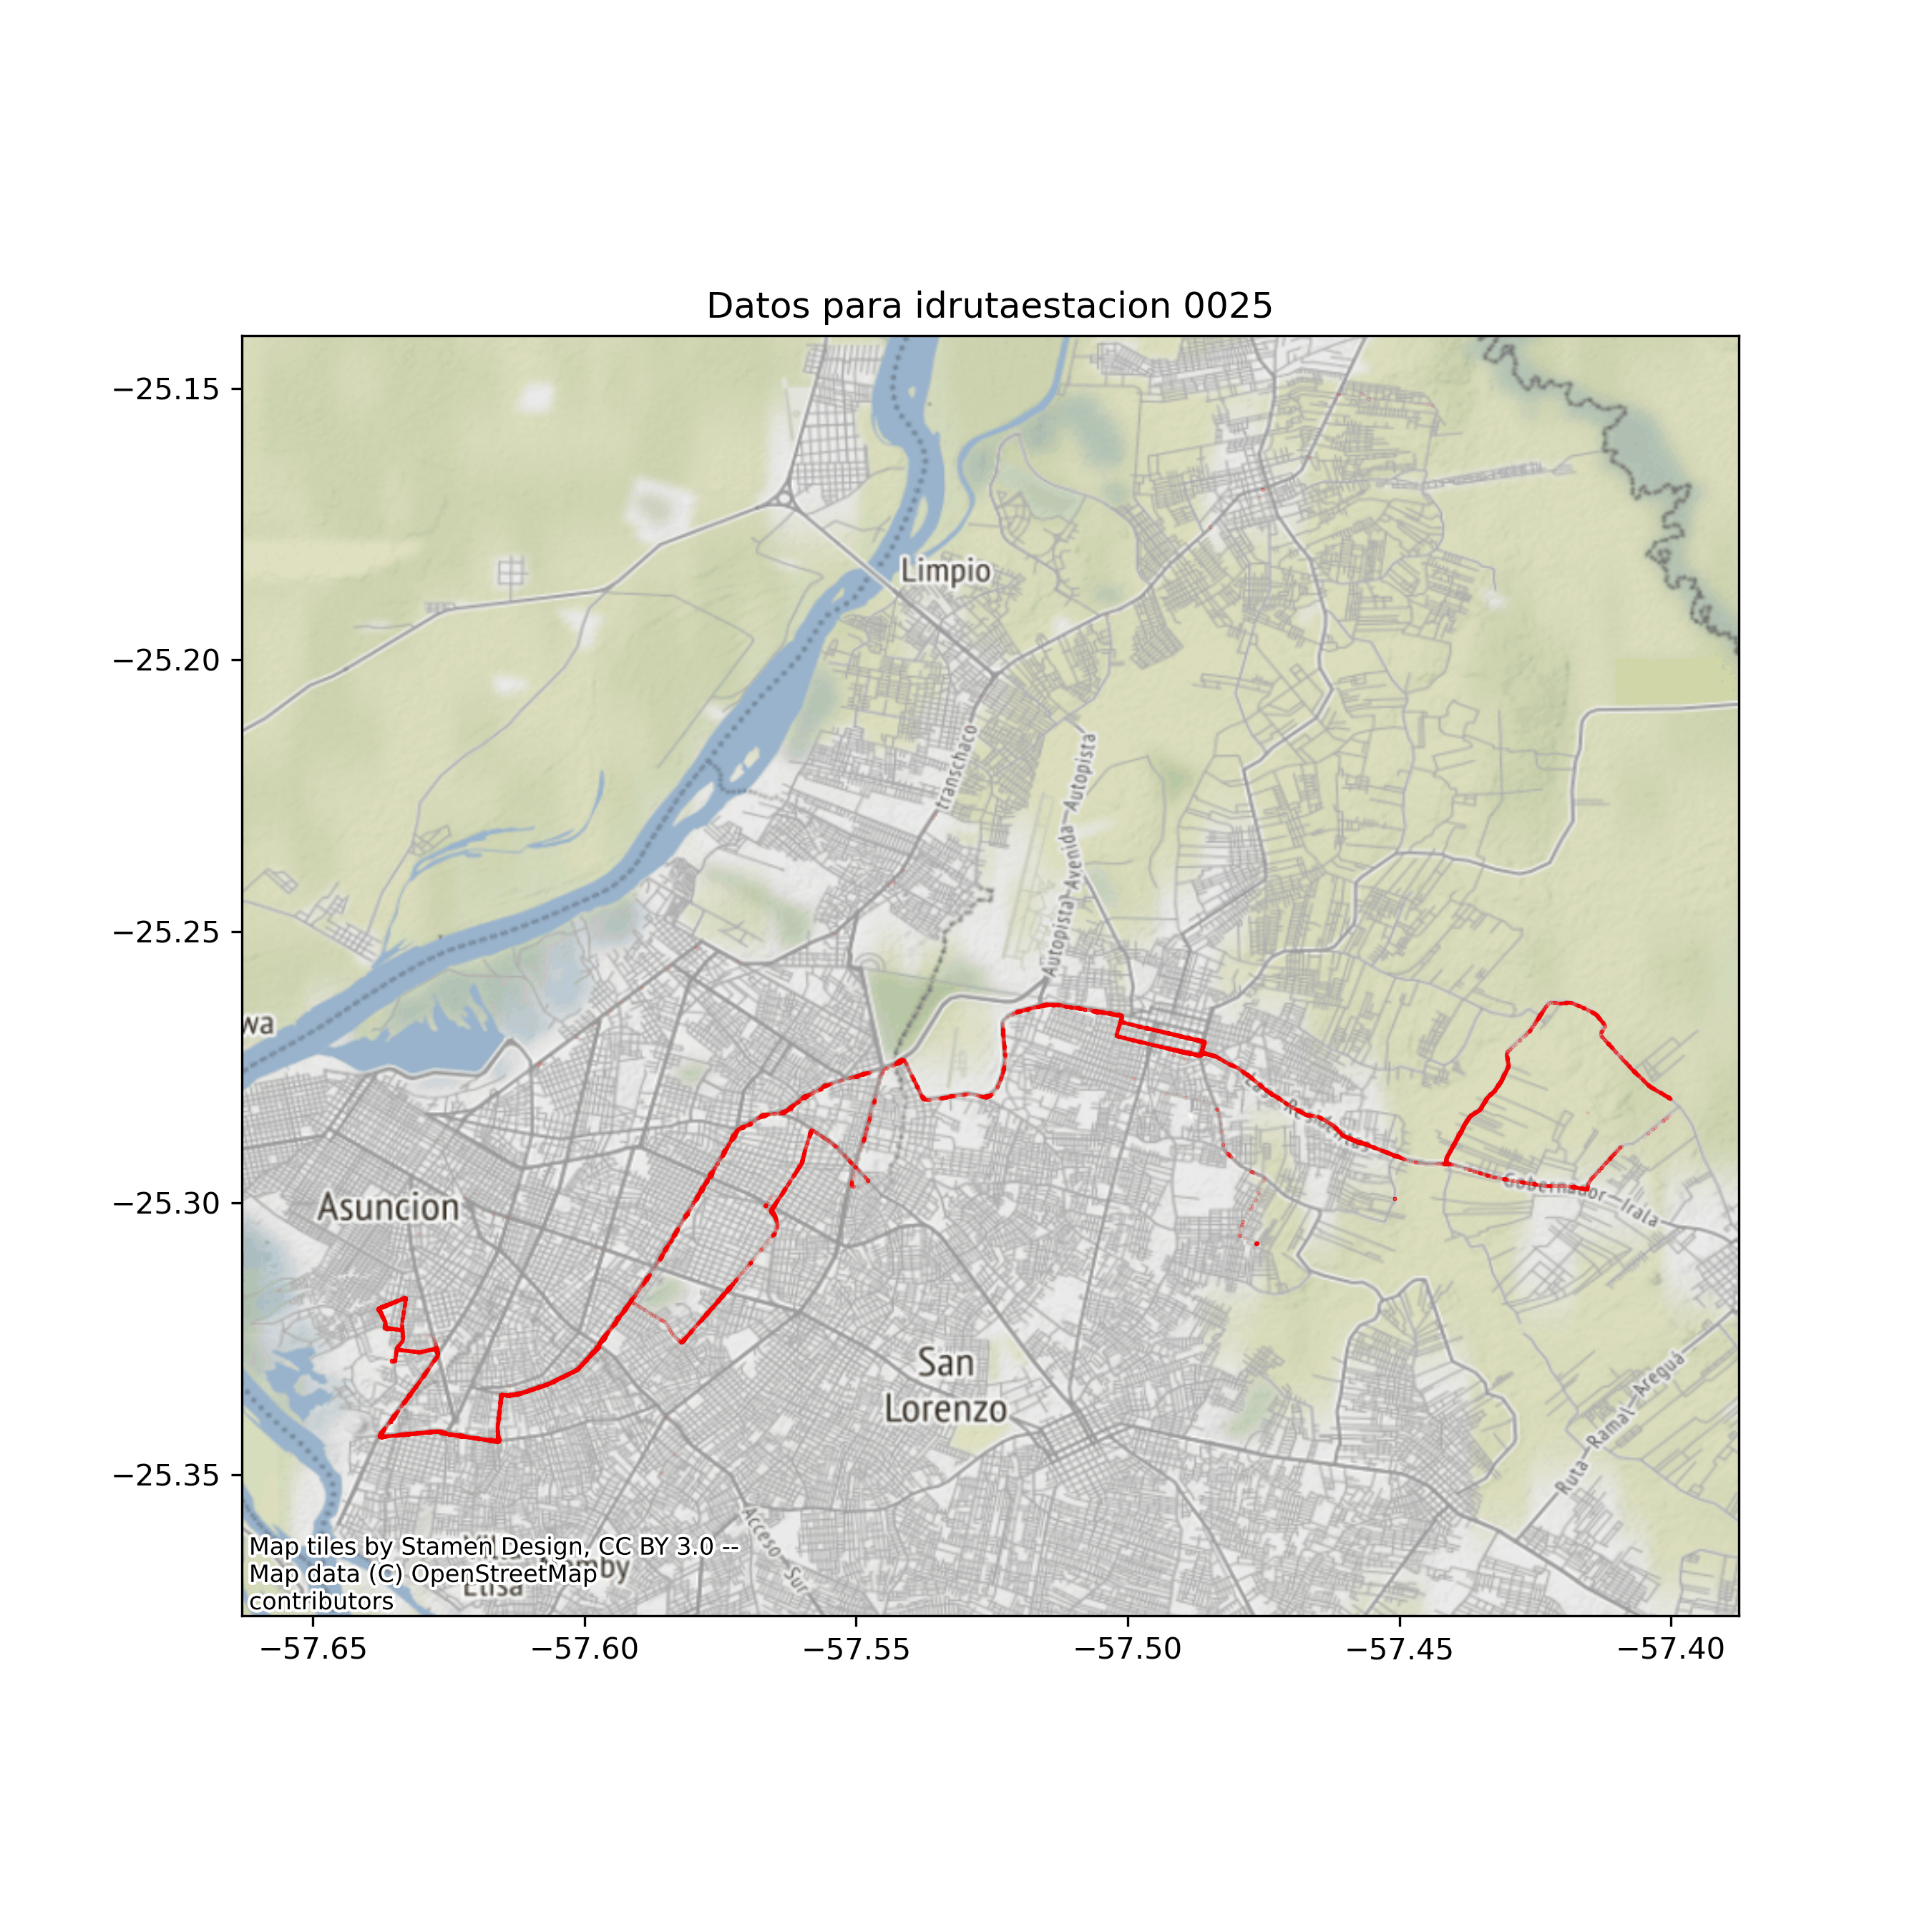 Datos para idrutaestacion 0025
−25.15
−25.20
−25.25
−25.30
−25.35
−57.65
−57.60
−57.55
−57.50
−57.45
−57.40
Limpio
transchaco
Autopista Avenida Autopista
wa
Asuncion
Gobernador Irala
San
Lorenzo
Ruta Ramal Areguá
Acceso Sur
Elisa
Map tiles by Stamen Design, CC BY 3.0 --
Map data (C) OpenStreetMap
contributors